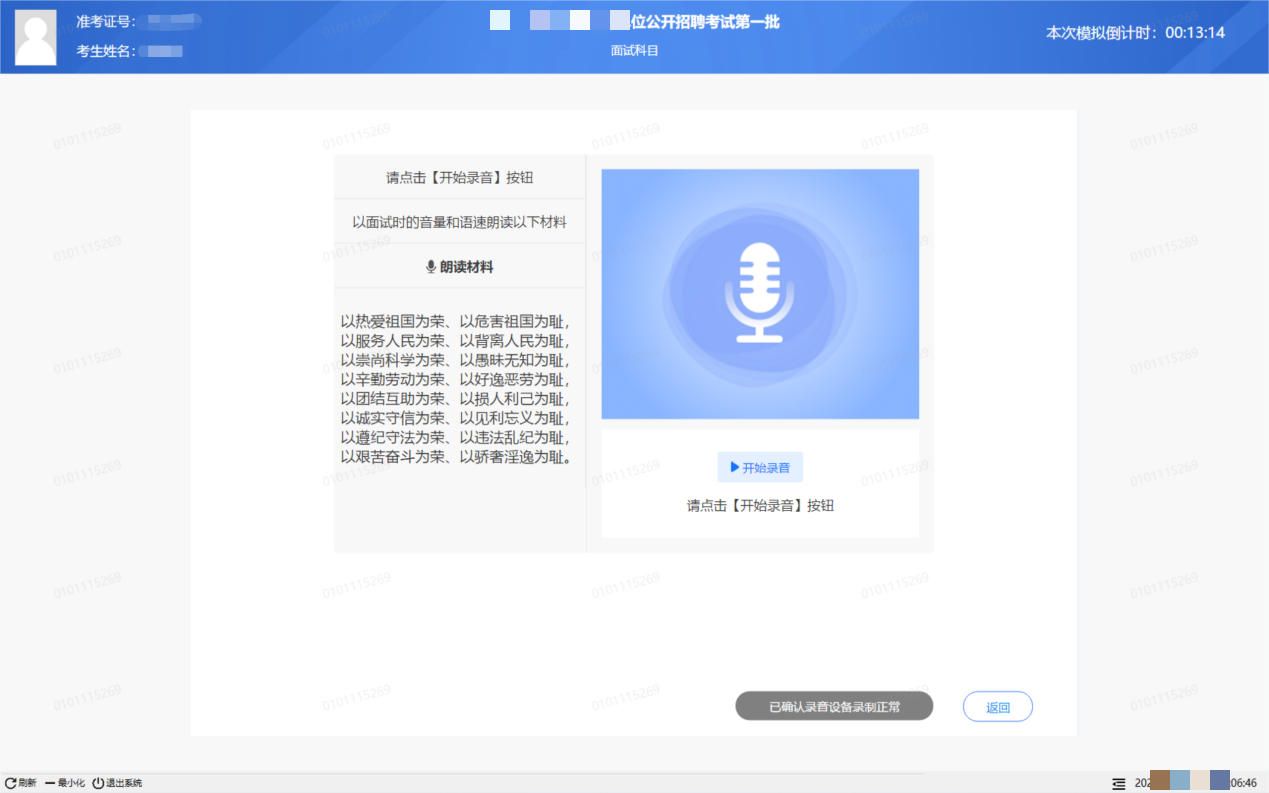 准考证号：
考生姓名：
位公开招聘考试第一批
面试科目
本次模拟倒计时：00:13:14
请点击【开始录音】按钮
以面试时的音量和语速朗读以下材料
朗读材料
以热爱祖国为荣、以危害祖国为耻，
以服务人民为荣、以背离人民为耻，
以崇尚科学为荣、以愚昧无知为耻，
以辛勤劳动为荣、以好逸恶劳为耻，
以团结互助为荣、以损人利己为耻，
以诚实守信为荣、以见利忘义为耻，
以遵纪守法为荣、以违法乱纪为耻，
以艰苦奋斗为荣、以骄奢淫逸为耻。
开始录音
请点击【开始录音】按钮
已确认录音设备录制正常
返回
刷新 最小化 退出系统
202
06:46
0101115269